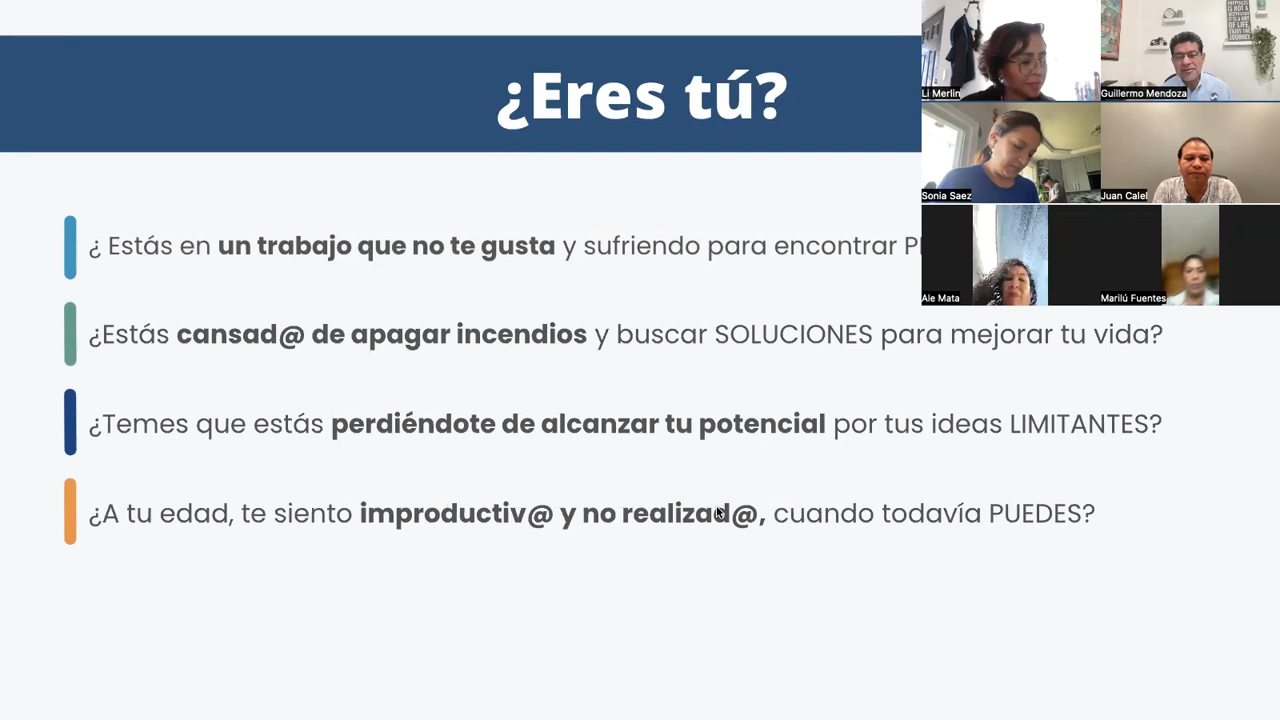 ¿Eres tú?
¿ Estás en un trabajo que no te gusta y sufriendo para encontrar
¿Estás cansad@ de apagar incendios y buscar SOLUCIONES para mejorar tu vida?
¿Temes que estás perdiéndote de alcanzar tu potencial por tus ideas LIMITANTES?
¿A tu edad, te siento improductiv@ y no realizad@, cuando todavía PUEDES?
Li Merlin
Guillermo Mendoza
Sonia Saez
Juan Calel
Ale Mata
Marilú Fuentes